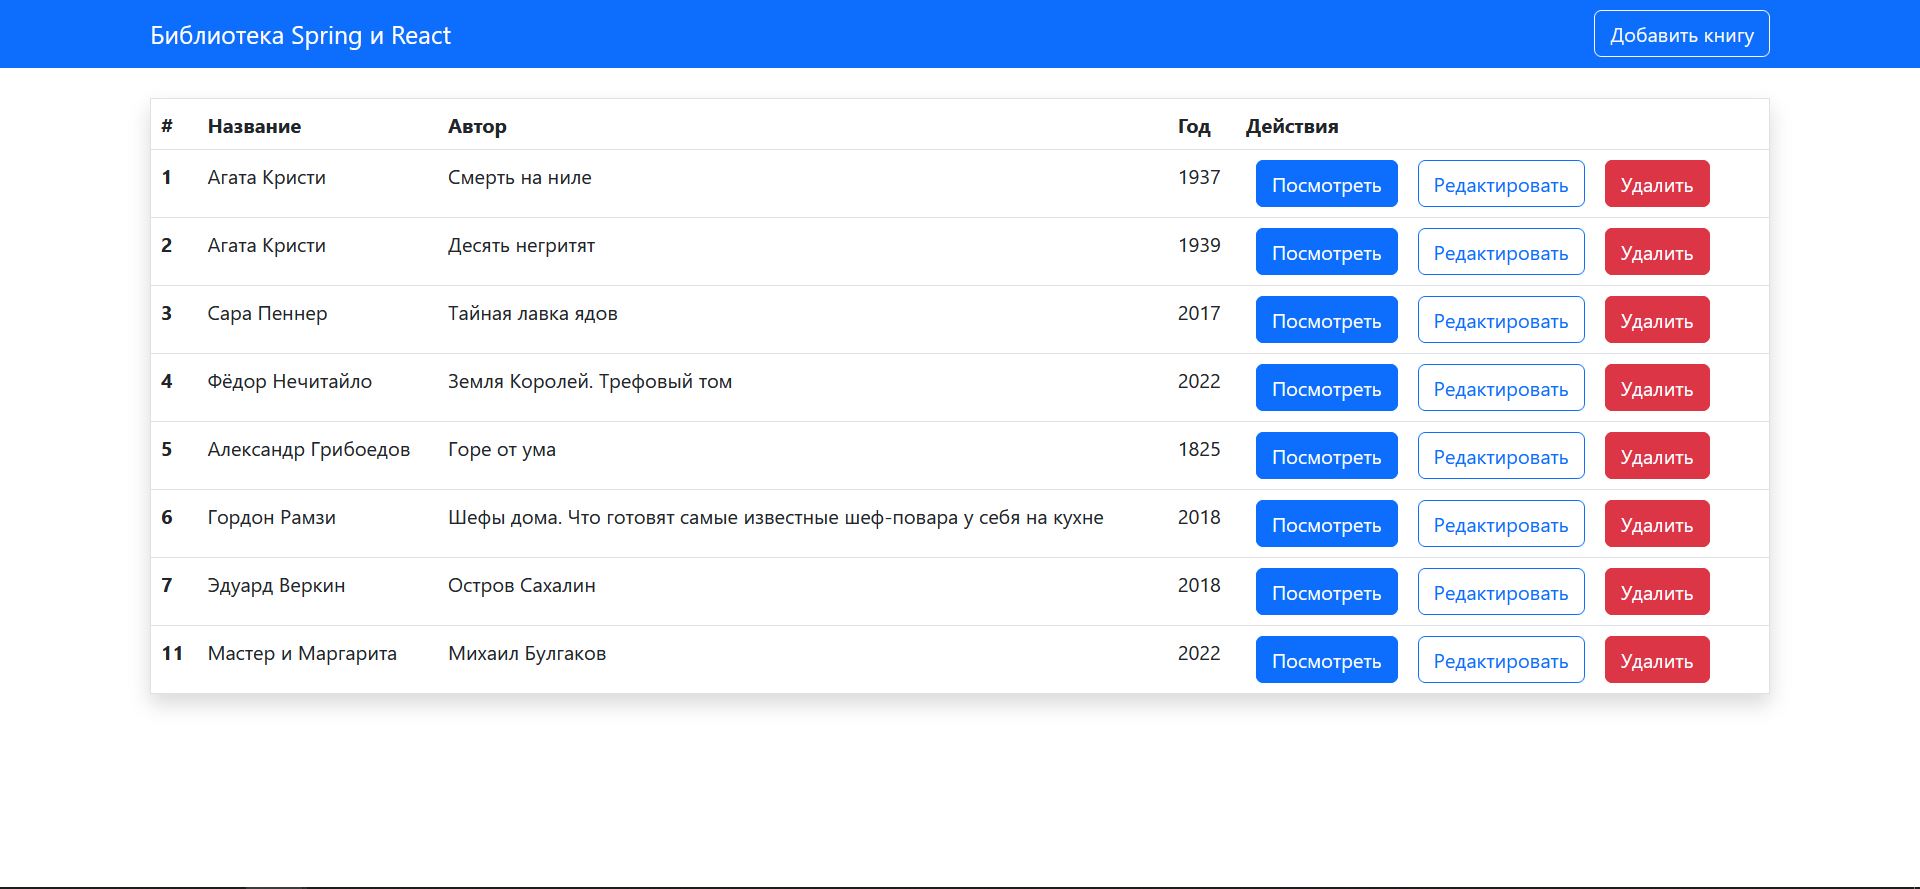 Библиотека Spring и React Добавить книгу
# Название Автор Год Действия
1 Агата Кристи Смерть на ниле 1937 Посмотреть Редактировать Удалить
2 Агата Кристи Десять негритят 1939 Посмотреть Редактировать Удалить
3 Сара Пеннер Тайная лавка ядов 2017 Посмотреть Редактировать Удалить
4 Фёдор Нечитайло Земля Королей. Трефовый том 2022 Посмотреть Редактировать Удалить
5 Александр Грибоедов Горе от ума 1825 Посмотреть Редактировать Удалить
6 Гордон Рамзи Шефы дома. Что готовят самые известные шеф-повара у себя на кухне 2018 Посмотреть Редактировать Удалить
7 Эдуард Веркин Остров Сахалин 2018 Посмотреть Редактировать Удалить
11 Мастер и Маргарита Михаил Булгаков 2022 Посмотреть Редактировать Удалить